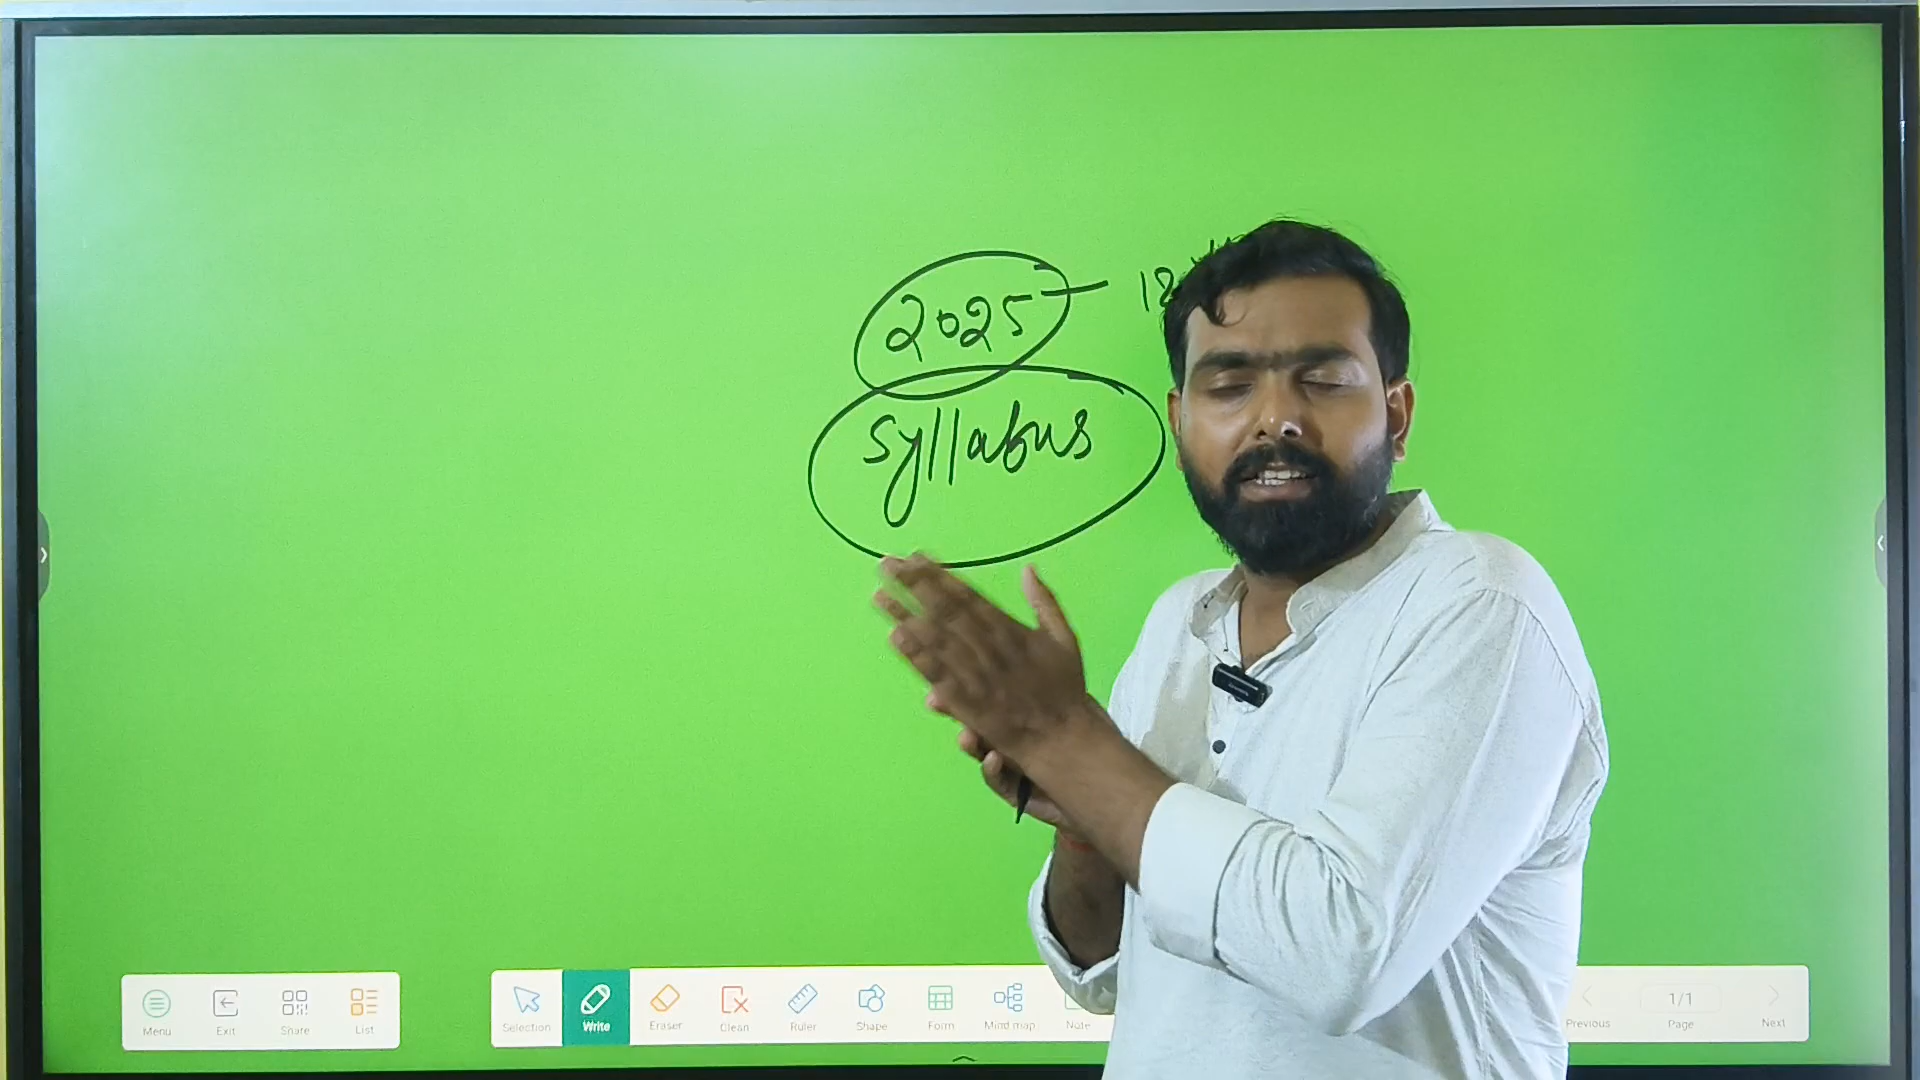 2025 — 18
Syllabus
Menu Exit Share List
Selection Write Eraser Clean Ruler Shape Form Mind map Note
Previous 1/1 Page Next